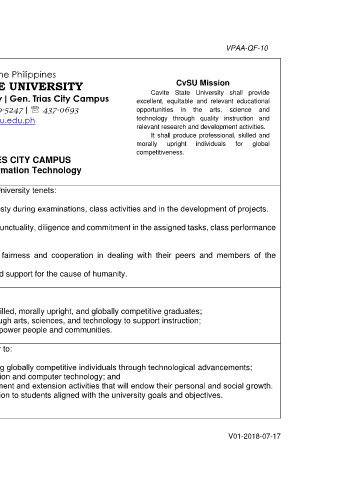 VPAA-QF-10
he Philippines
E UNIVERSITY
y | Gen. Trias City Campus
-5247 | ☏ 437-0693
u.edu.ph
CvSU Mission
Cavite State University shall provide
excellent, equitable and relevant educational
opportunities in the arts, science and
technology through quality instruction and
relevant research and development activities.
It shall produce professional, skilled and
morally upright individuals for global
competitiveness.
ES CITY CAMPUS
rmation Technology
niversity tenets:
sty during examinations, class activities and in the development of projects.
unctuality, diligence and commitment in the assigned tasks, class performance
fairness and cooperation in dealing with their peers and members of the
d support for the cause of humanity.
illed, morally upright, and globally competitive graduates;
ugh arts, sciences, and technology to support instruction;
power people and communities.
r to:
g globally competitive individuals through technological advancements;
ion and computer technology; and
ment and extension activities that will endow their personal and social growth.
ion to students aligned with the university goals and objectives.
V01-2018-07-17